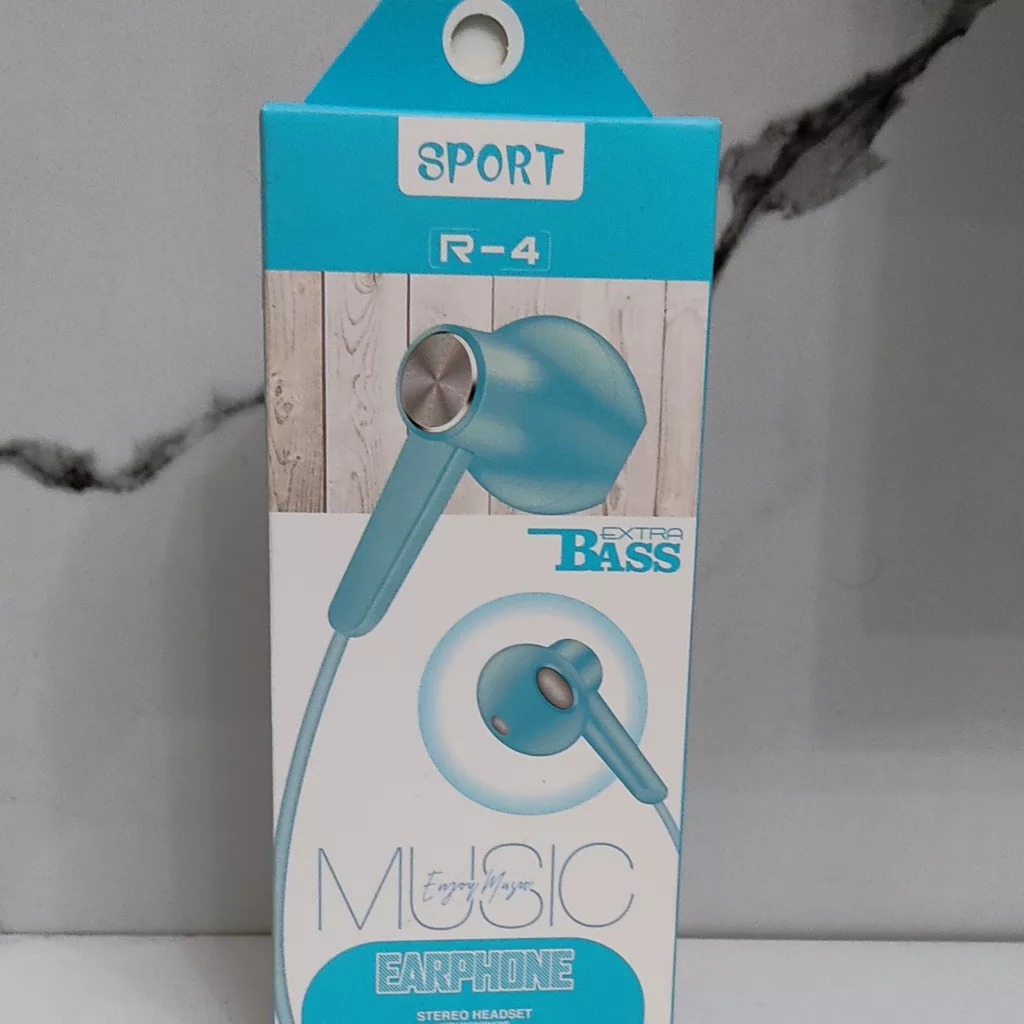 SPORT
R-4
EXTRA
BASS
MUSIC
Enjoy Music
EARPHONE
STEREO HEADSET